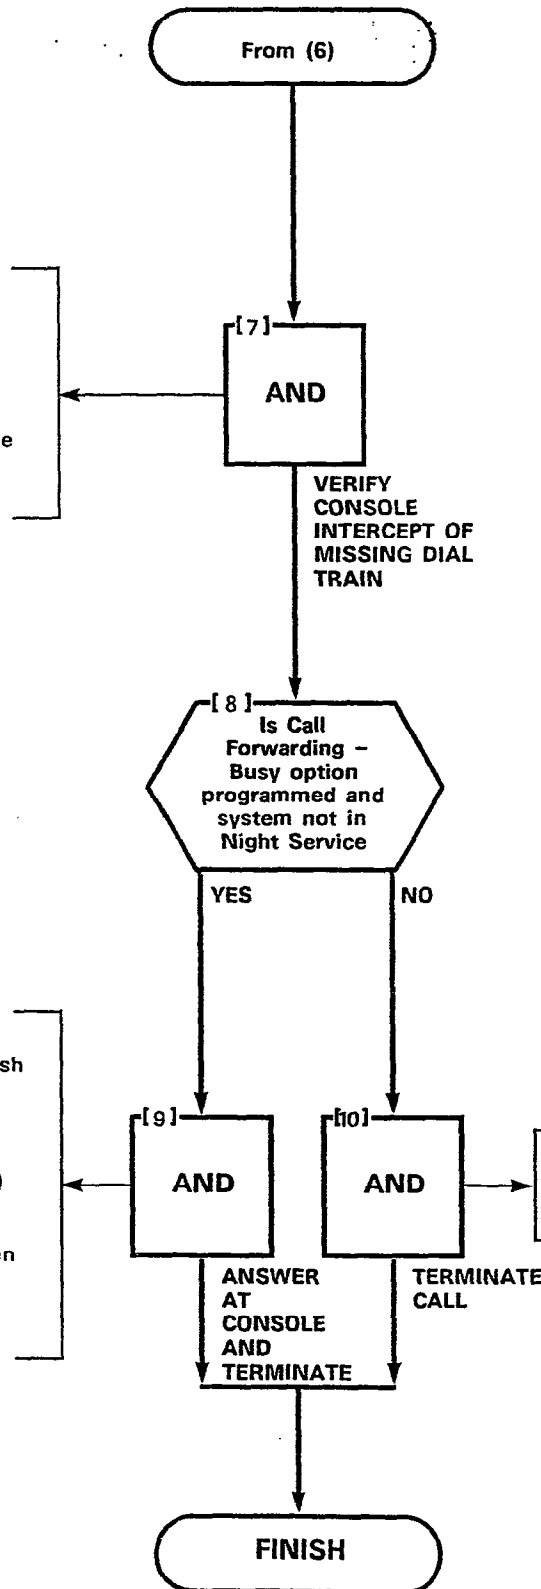 From (6)
[7]
AND
e
VERIFY
CONSOLE
INTERCEPT OF
MISSING DIAL
TRAIN
[8]
Is Call
Forwarding –
Busy option
programmed and
system not in
Night Service
YES
NO
sh
)
en
[9]
AND
[10]
AND
ANSWER
AT
CONSOLE
AND
TERMINATE
TERMINATE
CALL
FINISH